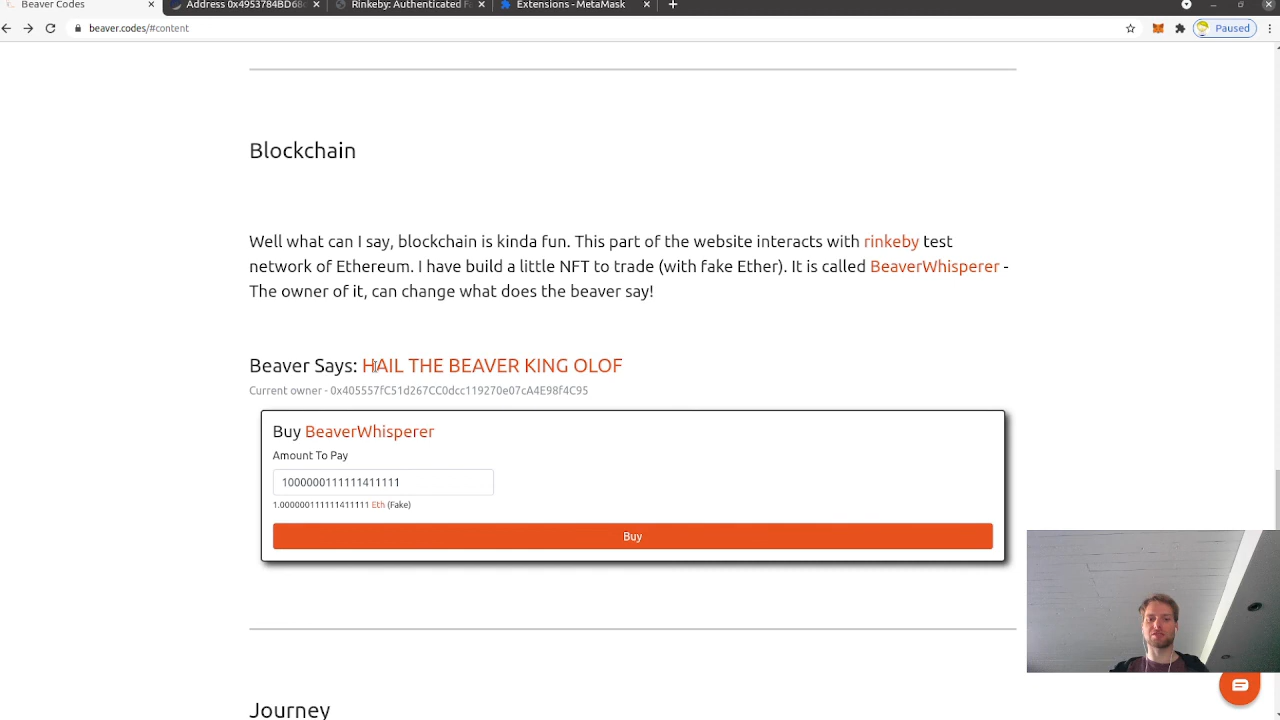 Beaver Codes
Address 0x4953784BD68
Rinkeby: Authenticated F
Extensions - MetaMask
beaver.codes/#content
Paused
Blockchain
Well what can I say, blockchain is kinda fun. This part of the website interacts with rinkeby test
network of Ethereum. I have build a little NFT to trade (with fake Ether). It is called BeaverWhisperer -
The owner of it, can change what does the beaver say!
Beaver Says: HAIL THE BEAVER KING OLOF
Current owner - 0x405557fC51d267CC0dcc119270e07cA4E98f4C95
Buy BeaverWhisperer
Amount To Pay
1000000111111411111
1.000000111111411111 Eth (Fake)
Buy
Journey